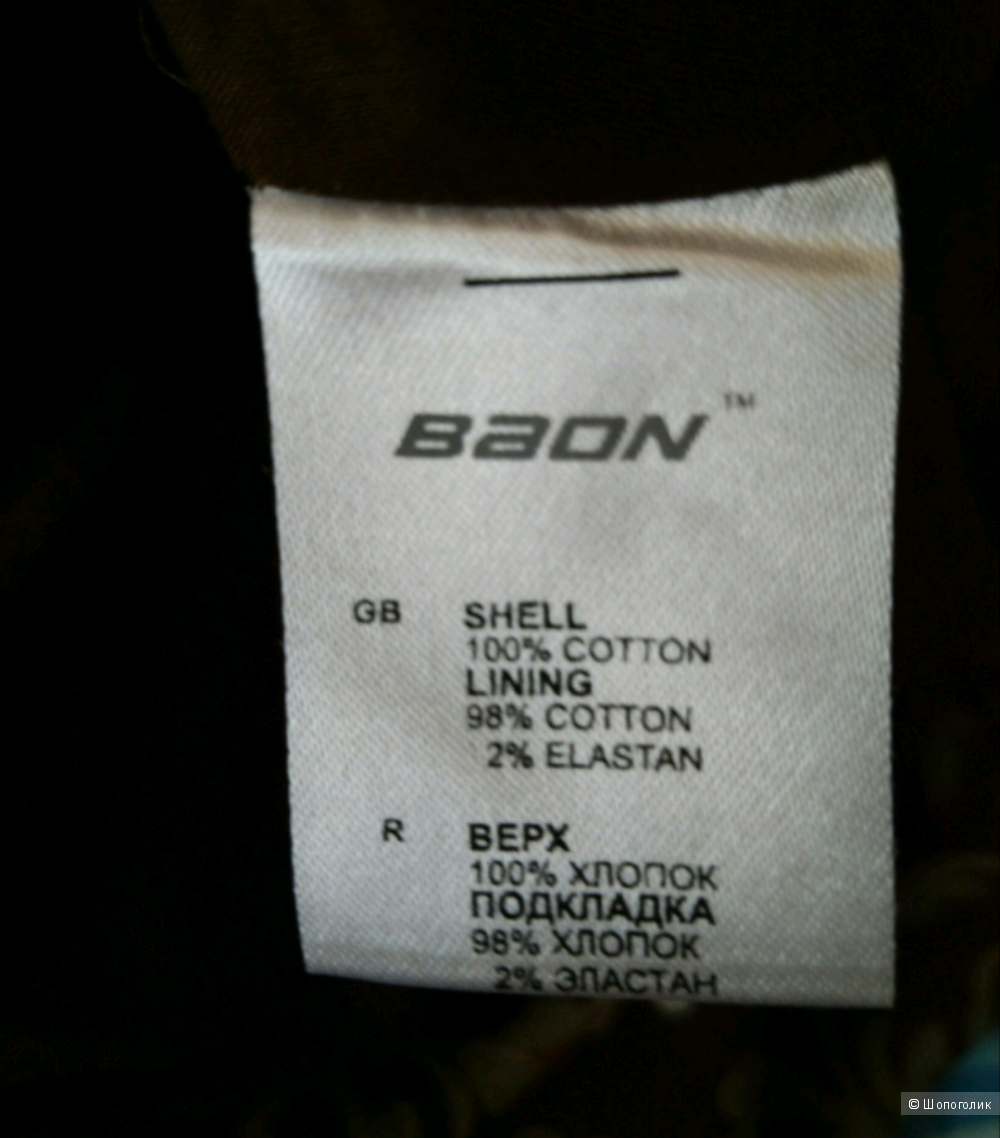 BaON™
GB SHELL
100% COTTON
LINING
98% COTTON
2% ELASTAN
R ВЕРХ
100% ХЛОПОК
ПОДКЛАДКА
98% ХЛОПОК
2% ЭЛАСТАН
© Шопоголик